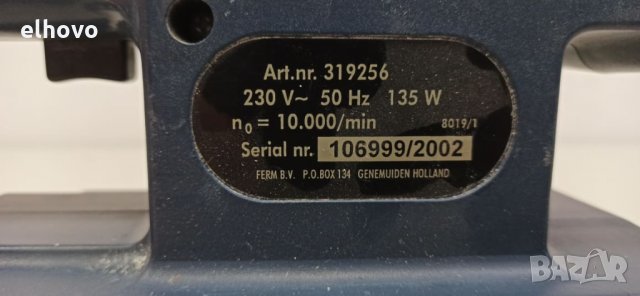 elhovo
Art.nr. 319256
230 V~ 50 Hz 135 W
n₀ = 10.000/min 8019/1
Serial nr. 106999/2002
FERM B.V. P.O.BOX 134 GENEMUIDEN HOLLAND
BAZAR